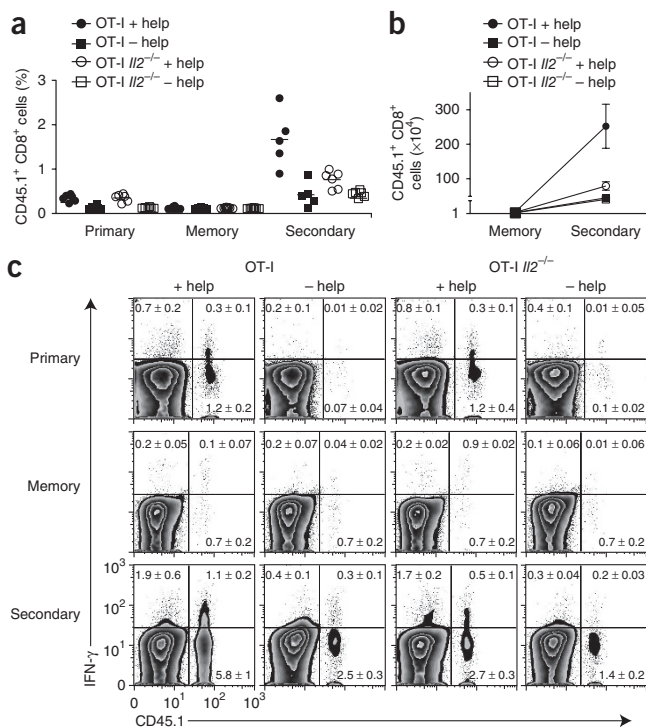 a
● OT-I + help
■ OT-I – help
○ OT-I Il2–/– + help
□ OT-I Il2–/– – help
CD45.1+ CD8+ cells (%)
3
2
1
0
Primary Memory Secondary
b
● OT-I + help
■ OT-I – help
○ OT-I Il2–/– + help
□ OT-I Il2–/– – help
CD45.1+ CD8+
cells (×10⁴)
300
200
100
1
Memory Secondary
c
OT-I OT-I Il2–/–
+ help – help + help – help
Primary
0.7 ± 0.2 0.3 ± 0.1 0.2 ± 0.1 0.01 ± 0.02 0.8 ± 0.1 0.3 ± 0.1 0.4 ± 0.1 0.01 ± 0.05
1.2 ± 0.2 0.07 ± 0.04 1.2 ± 0.4 0.1 ± 0.02
Memory
0.2 ± 0.05 0.1 ± 0.07 0.2 ± 0.07 0.04 ± 0.02 0.2 ± 0.02 0.9 ± 0.02 0.1 ± 0.06 0.01 ± 0.06
0.7 ± 0.2 0.7 ± 0.2 0.7 ± 0.2 0.7 ± 0.2
Secondary
1.9 ± 0.6 1.1 ± 0.2 0.4 ± 0.1 0.3 ± 0.1 1.7 ± 0.2 0.5 ± 0.1 0.3 ± 0.04 0.2 ± 0.03
5.8 ± 1 2.5 ± 0.3 2.7 ± 0.3 1.4 ± 0.2
10³
10²
10¹
0
IFN-γ
0 10¹ 10² 10³
CD45.1